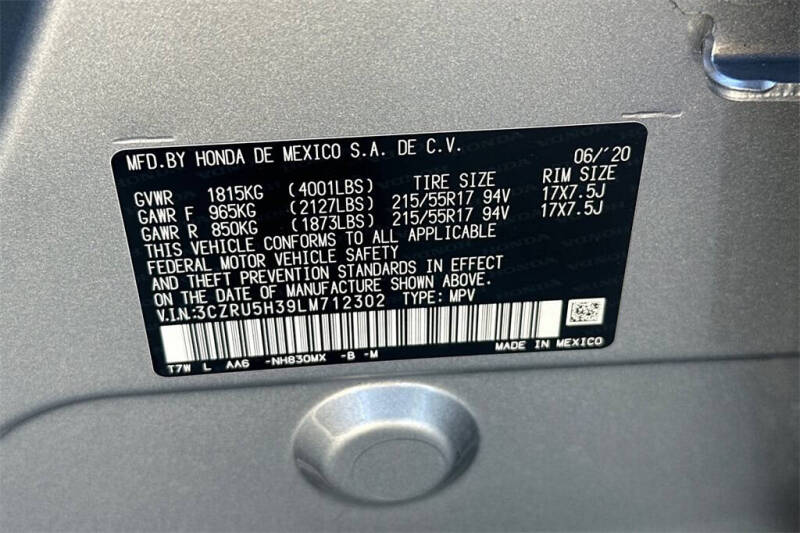 MFD.BY HONDA DE MEXICO S.A. DE C.V. 06/'20
TIRE SIZE RIM SIZE
GVWR 1815KG (4001LBS)
GAWR F 965KG (2127LBS) 215/55R17 94V 17X7.5J
GAWR R 850KG (1873LBS) 215/55R17 94V 17X7.5J
THIS VEHICLE CONFORMS TO ALL APPLICABLE
FEDERAL MOTOR VEHICLE SAFETY
AND THEFT PREVENTION STANDARDS IN EFFECT
ON THE DATE OF MANUFACTURE SHOWN ABOVE.
V.I.N:3CZRU5H39LM712302 TYPE: MPV
T7W L AA6 -NH830MX -B -M MADE IN MEXICO